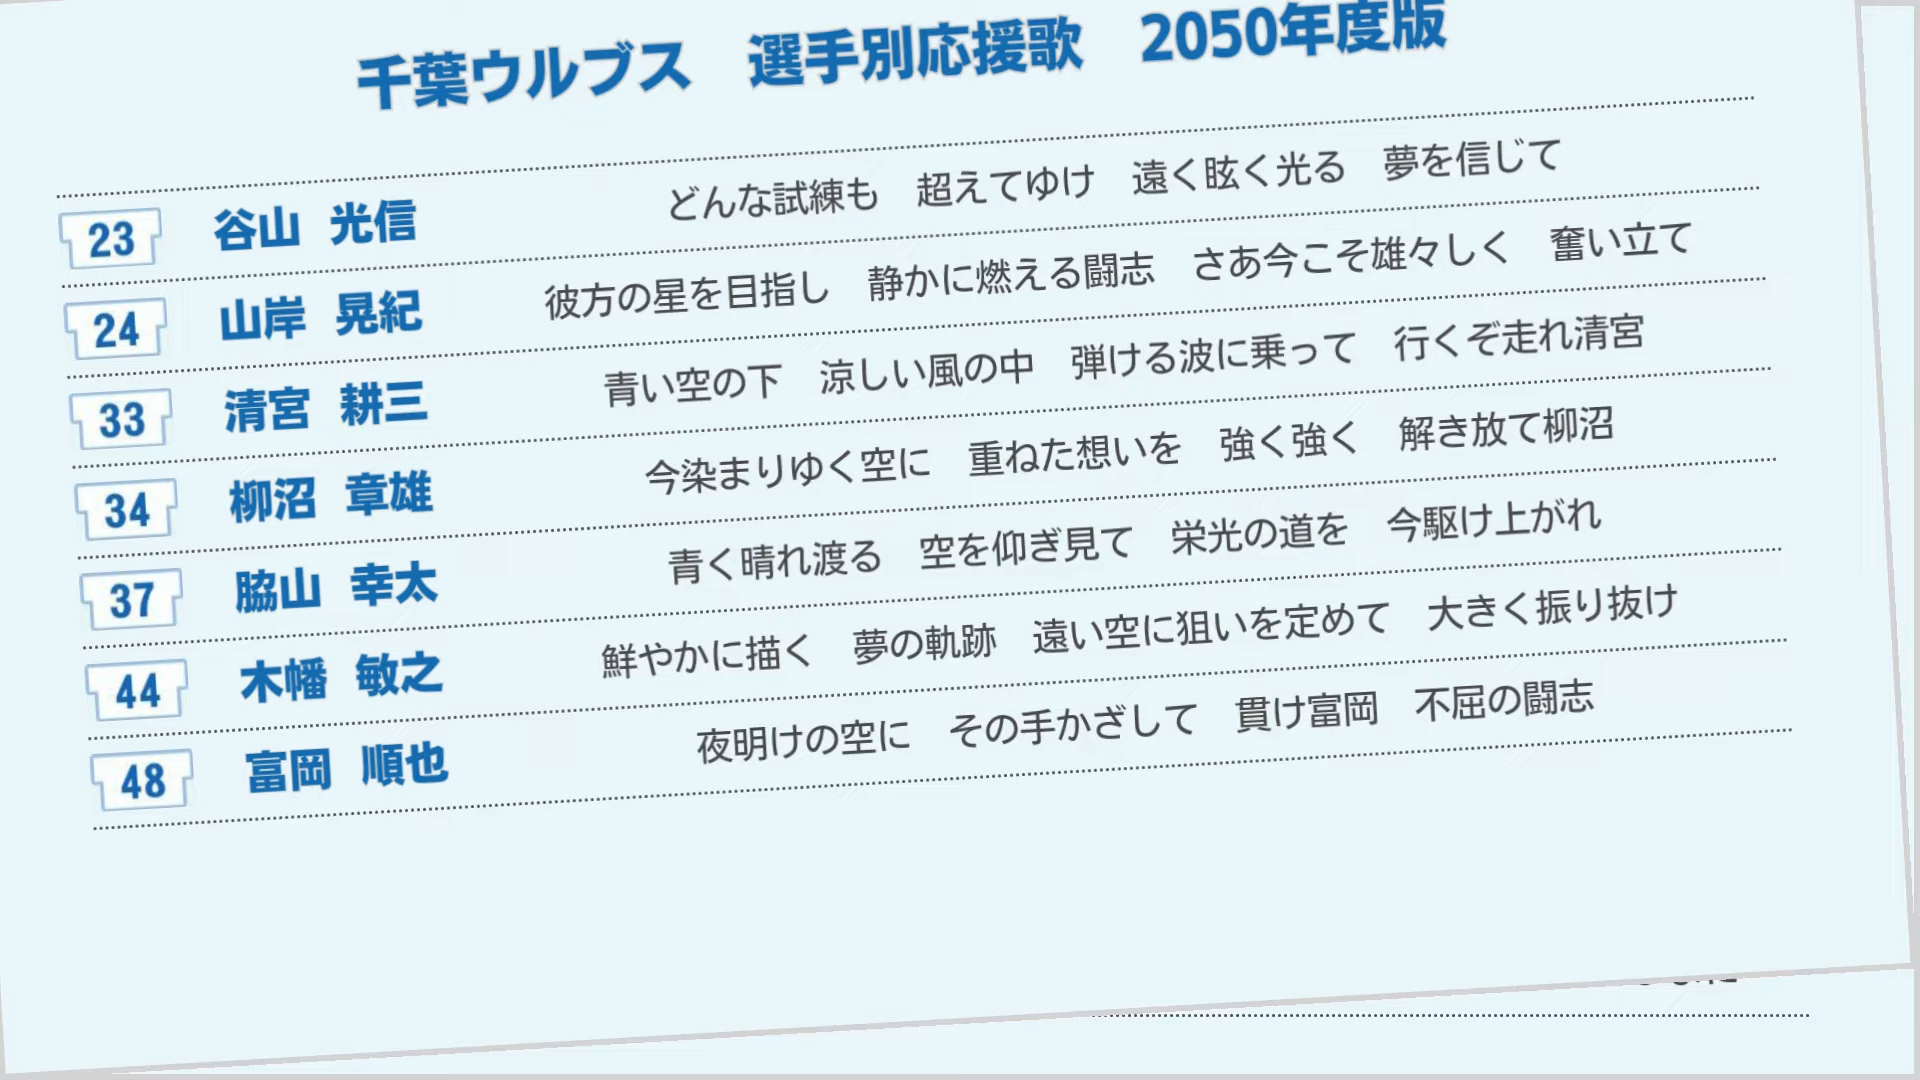 千葉ウルブス　選手別応援歌　2050年度版
23 谷山 光信 どんな試練も　超えてゆけ　遠く眩く光る　夢を信じて
24 山岸 晃紀 彼方の星を目指し　静かに燃える闘志　さあ今こそ雄々しく　奮い立て
33 清宮 耕三 青い空の下　涼しい風の中　弾ける波に乗って　行くぞ走れ清宮
34 柳沼 章雄 今染まりゆく空に　重ねた想いを　強く強く　解き放て柳沼
37 脇山 幸太 青く晴れ渡る　空を仰ぎ見て　栄光の道を　今駆け上がれ
44 木幡 敏之 鮮やかに描く　夢の軌跡　遠い空に狙いを定めて　大きく振り抜け
48 富岡 順也 夜明けの空に　その手かざして　貫け富岡　不屈の闘志